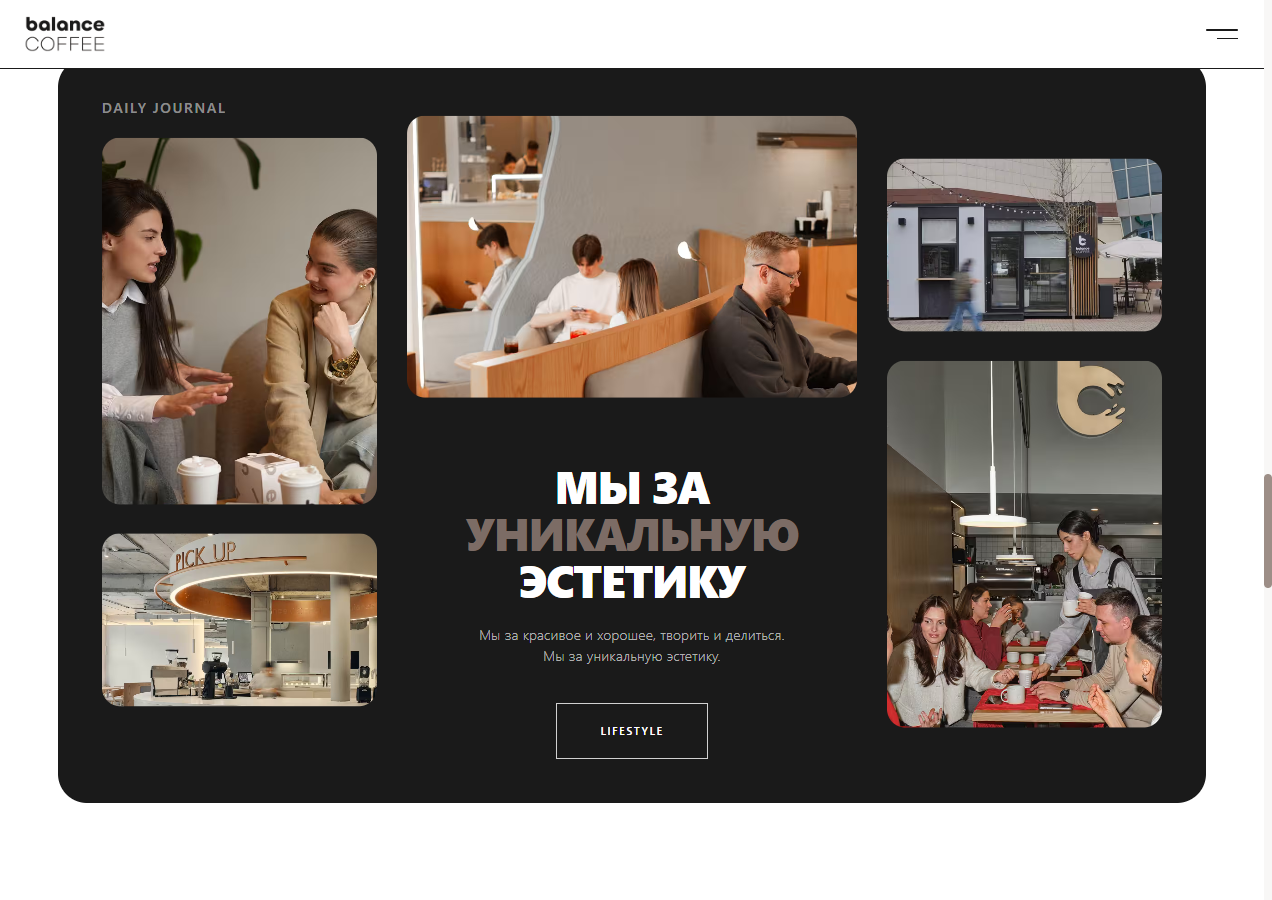 balance
COFFEE
DAILY JOURNAL
PICK UP
balance
МЫ ЗА
УНИКАЛЬНУЮ
ЭСТЕТИКУ
Мы за красивое и хорошее, творить и делиться.
Мы за уникальную эстетику.
LIFESTYLE